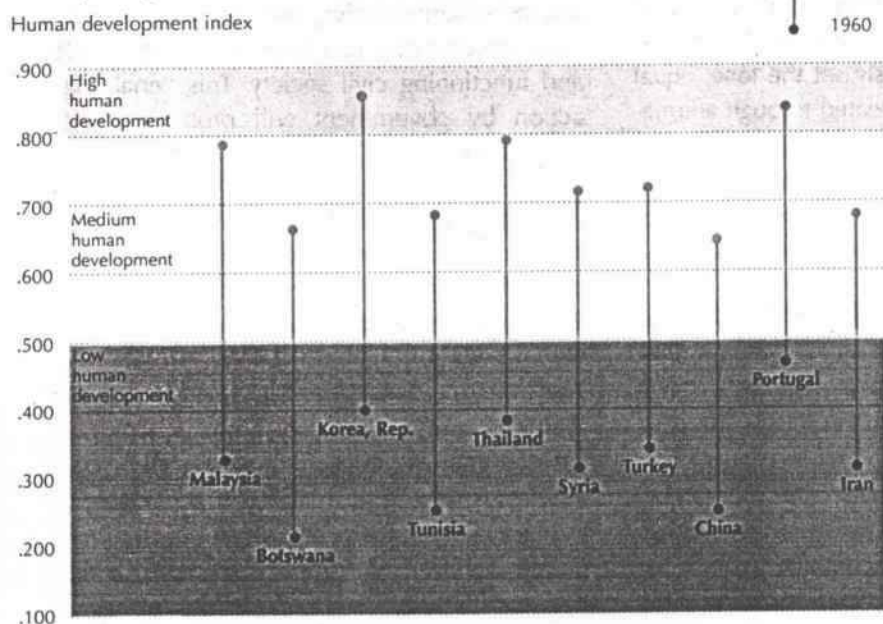 Human development index
1960
.900
High
human
development
.800
.700
Medium
human
development
.600
.500
Low
human
development
.400
.300
.200
.100
Malaysia
Botswana
Korea, Rep.
Tunisia
Thailand
Syria
Turkey
China
Portugal
Iran